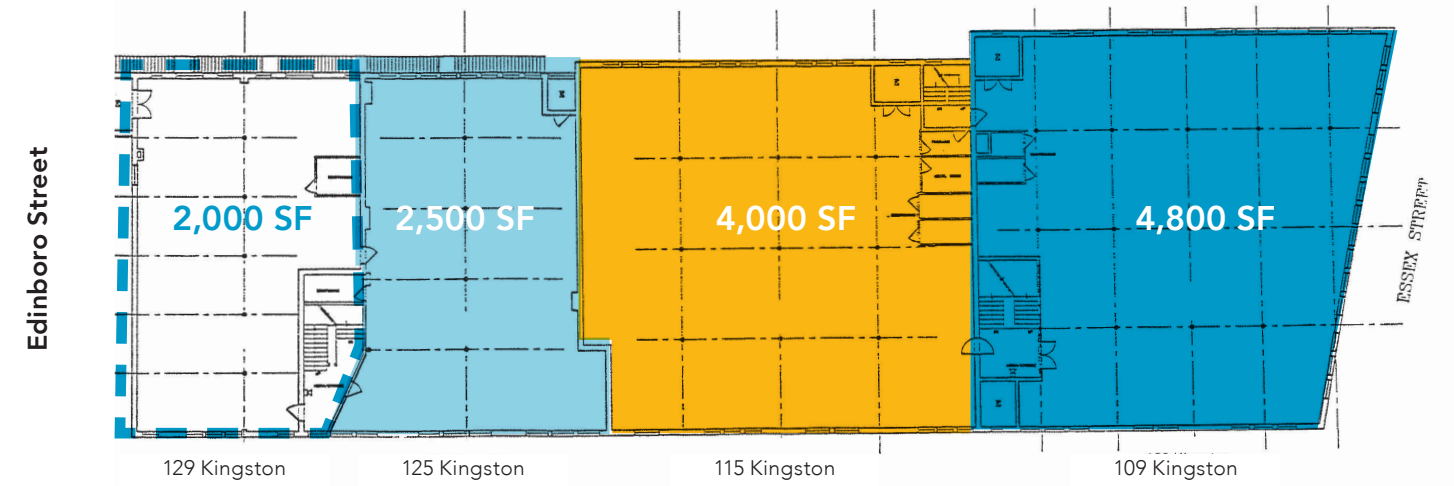 Edinboro Street
2,000 SF
2,500 SF
4,000 SF
4,800 SF
ESSEX STREET
129 Kingston
125 Kingston
115 Kingston
109 Kingston